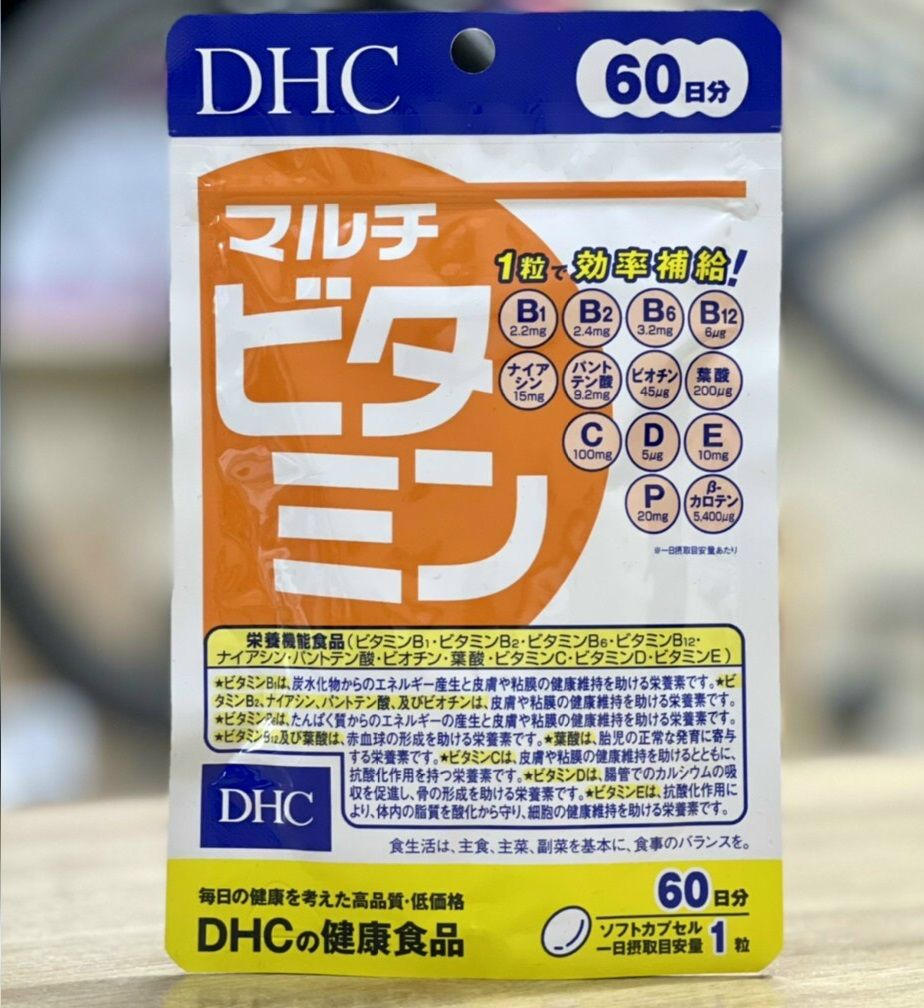 DHC
60日分
マルチ
ビタ
ミン
1粒で効率補給!
B1 2.2mg
B2 2.4mg
B6 3.2mg
B12 6μg
ナイアシン 15mg
パントテン酸 9.2mg
ビオチン 45μg
葉酸 200μg
C 100mg
D 5μg
E 10mg
P 20mg
β-カロテン 5,400μg
※一日摂取目安量あたり
栄養機能食品(ビタミンB1・ビタミンB2・ビタミンB6・ビタミンB12・
ナイアシン・パントテン酸・ビオチン・葉酸・ビタミンC・ビタミンD・ビタミンE)
★ビタミンB1は、炭水化物からのエネルギー産生と皮膚や粘膜の健康維持を助ける栄養素です。★ビ
タミンB2、ナイアシン、パントテン酸、及びビオチンは、皮膚や粘膜の健康維持を助ける栄養素です。
★ビタミンB6は、たんぱく質からのエネルギーの産生と皮膚や粘膜の健康維持を助ける栄養素です。
★ビタミンB12及び葉酸は、赤血球の形成を助ける栄養素です。★葉酸は、胎児の正常な発育に寄与
する栄養素です。★ビタミンCは、皮膚や粘膜の健康維持を助けるとともに、
抗酸化作用を持つ栄養素です。★ビタミンDは、腸管でのカルシウムの吸
収を促進し、骨の形成を助ける栄養素です。★ビタミンEは、抗酸化作用に
より、体内の脂質を酸化から守り、細胞の健康維持を助ける栄養素です。
DHC
食生活は、主食、主菜、副菜を基本に、食事のバランスを。
毎日の健康を考えた高品質・低価格
DHCの健康食品
60日分
ソフトカプセル
一日摂取目安量 1粒